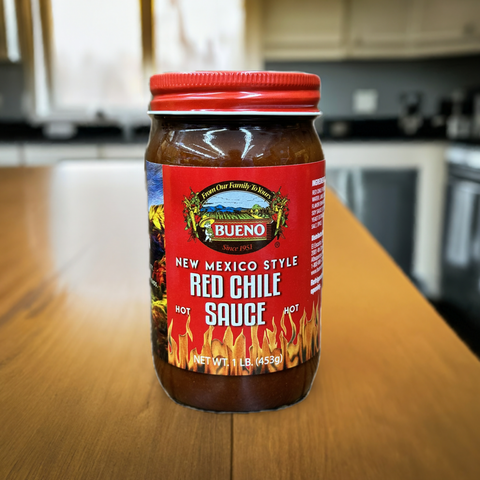 From Our Family To Yours
BUENO
®
Since 1951
NEW MEXICO STYLE
RED CHILE
HOT SAUCE HOT
NET WT. 1 LB. (453g)